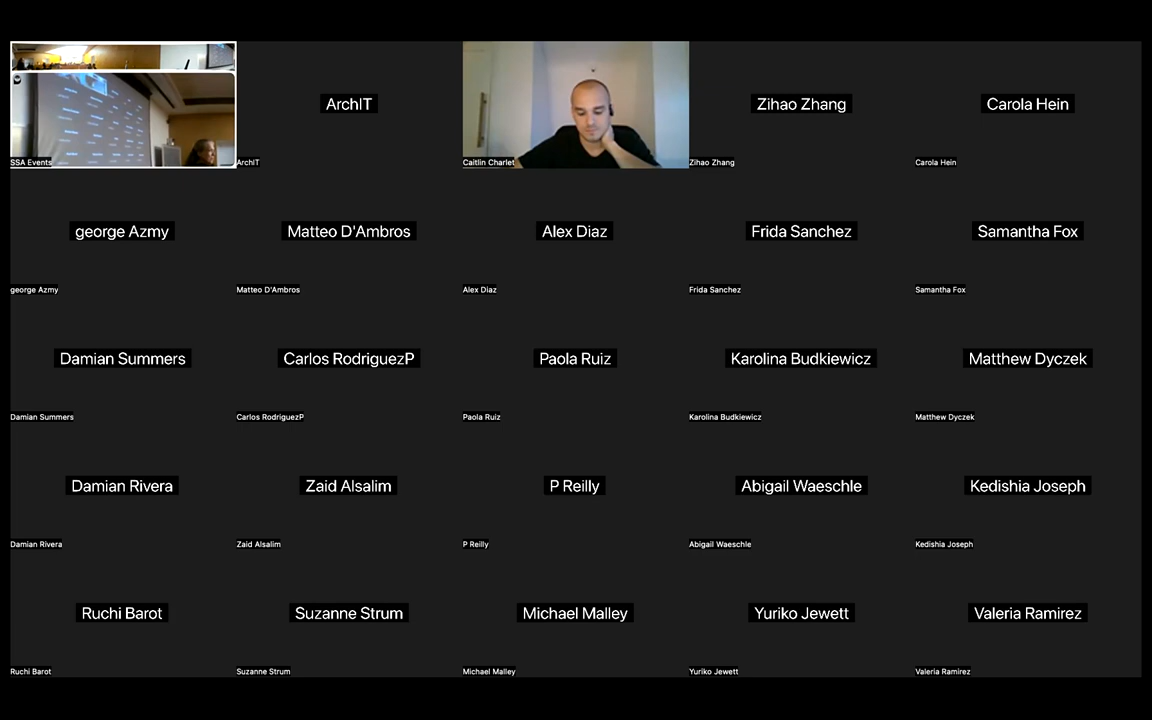 ArchIT
Zihao Zhang
Carola Hein
SSA Events
ArchIT
Caitlin Charlet
Zihao Zhang
Carola Hein
george Azmy
Matteo D'Ambros
Alex Diaz
Frida Sanchez
Samantha Fox
george Azmy
Matteo D'Ambros
Alex Diaz
Frida Sanchez
Samantha Fox
Damian Summers
Carlos RodriguezP
Paola Ruiz
Karolina Budkiewicz
Matthew Dyczek
Damian Summers
Carlos RodriguezP
Paola Ruiz
Karolina Budkiewicz
Matthew Dyczek
Damian Rivera
Zaid Alsalim
P Reilly
Abigail Waeschle
Kedishia Joseph
Damian Rivera
Zaid Alsalim
P Reilly
Abigail Waeschle
Kedishia Joseph
Ruchi Barot
Suzanne Strum
Michael Malley
Yuriko Jewett
Valeria Ramirez
Ruchi Barot
Suzanne Strum
Michael Malley
Yuriko Jewett
Valeria Ramirez